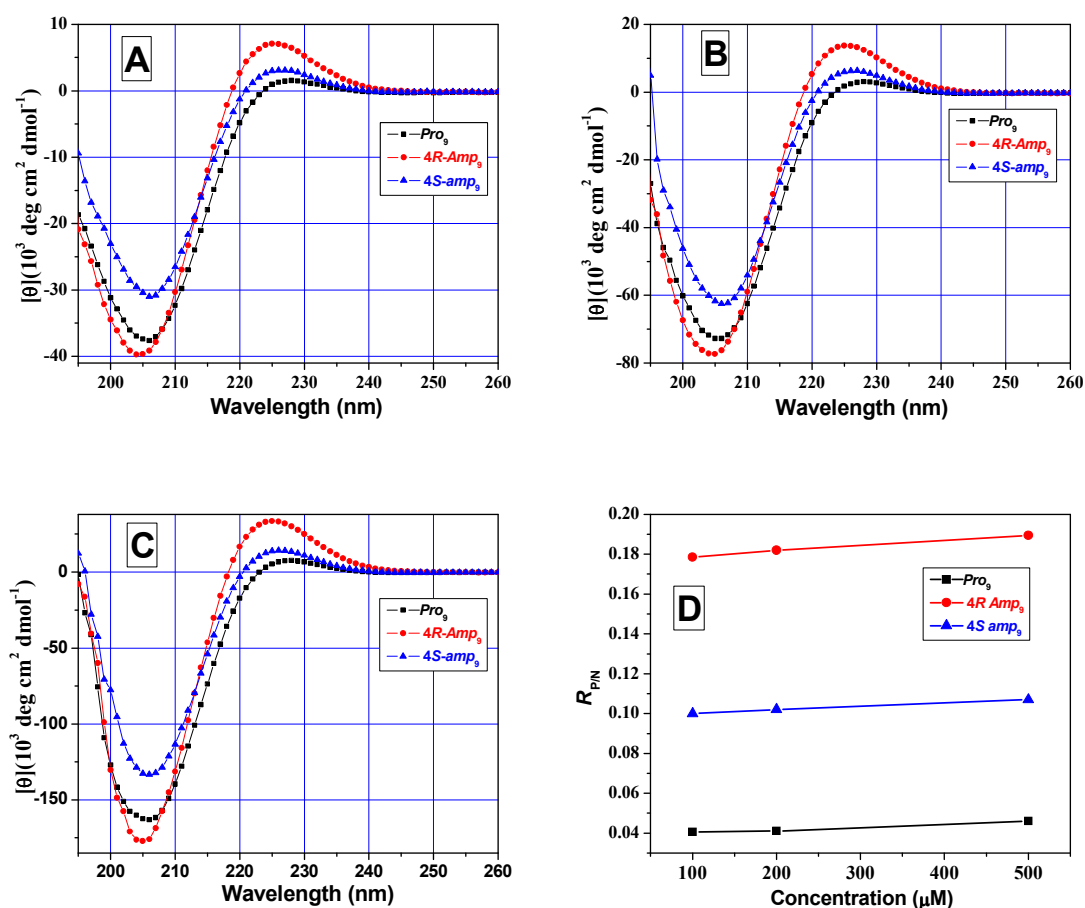 A
[θ](10³ deg cm² dmol⁻¹)
10
0
-10
-20
-30
-40
Pro₉
4R-Amp₉
4S-amp₉
200 210 220 230 240 250 260
Wavelength (nm)
B
[θ](10³ deg cm² dmol⁻¹)
20
0
-20
-40
-60
-80
Pro₉
4R-Amp₉
4S-amp₉
200 210 220 230 240 250 260
Wavelength (nm)
C
[θ](10³ deg cm² dmol⁻¹)
0
-50
-100
-150
Pro₉
4R-Amp₉
4S-amp₉
200 210 220 230 240 250 260
Wavelength (nm)
D
R_P/N
0.20
0.18
0.16
0.14
0.12
0.10
0.08
0.06
0.04
Pro₉
4R Amp₉
4S amp₉
100 200 300 400 500
Concentration (μM)